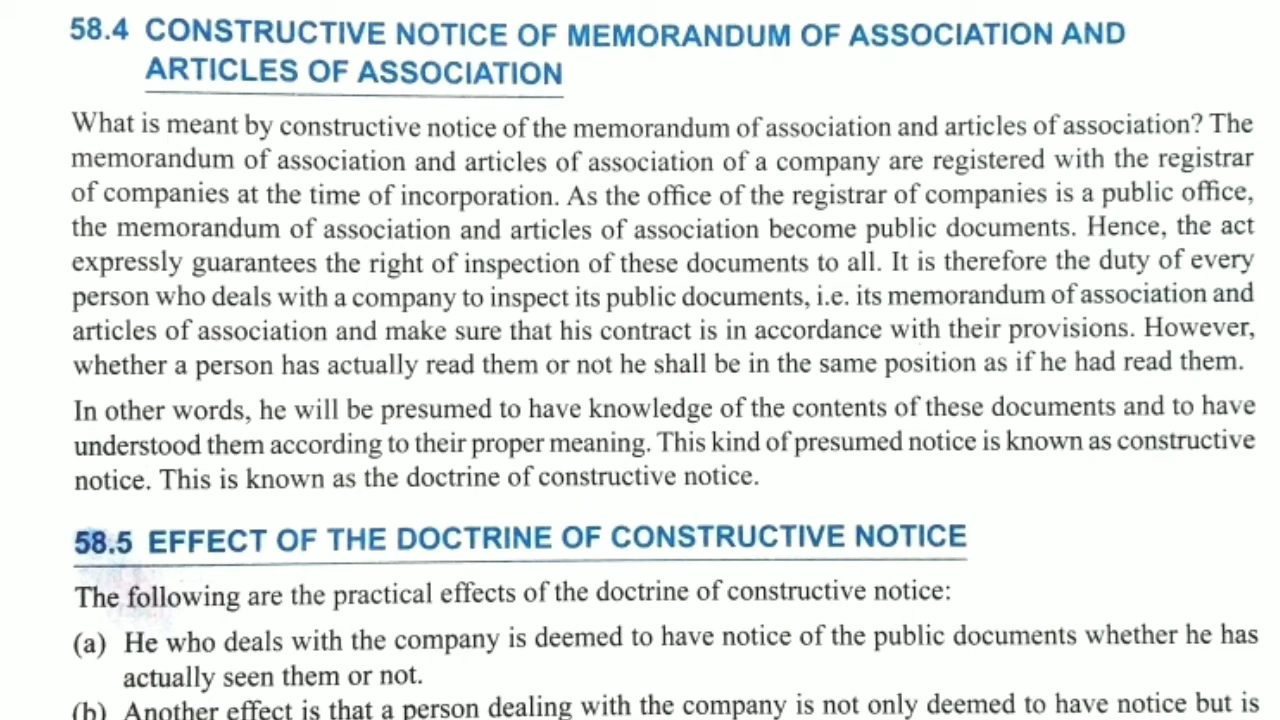 58.4 CONSTRUCTIVE NOTICE OF MEMORANDUM OF ASSOCIATION AND
ARTICLES OF ASSOCIATION
What is meant by constructive notice of the memorandum of association and articles of association? The
memorandum of association and articles of association of a company are registered with the registrar
of companies at the time of incorporation. As the office of the registrar of companies is a public office,
the memorandum of association and articles of association become public documents. Hence, the act
expressly guarantees the right of inspection of these documents to all. It is therefore the duty of every
person who deals with a company to inspect its public documents, i.e. its memorandum of association and
articles of association and make sure that his contract is in accordance with their provisions. However,
whether a person has actually read them or not he shall be in the same position as if he had read them.
In other words, he will be presumed to have knowledge of the contents of these documents and to have
understood them according to their proper meaning. This kind of presumed notice is known as constructive
notice. This is known as the doctrine of constructive notice.
58.5 EFFECT OF THE DOCTRINE OF CONSTRUCTIVE NOTICE
The following are the practical effects of the doctrine of constructive notice:
(a) He who deals with the company is deemed to have notice of the public documents whether he has
actually seen them or not.
(b) Another effect is that a person dealing with the company is not only deemed to have notice but is